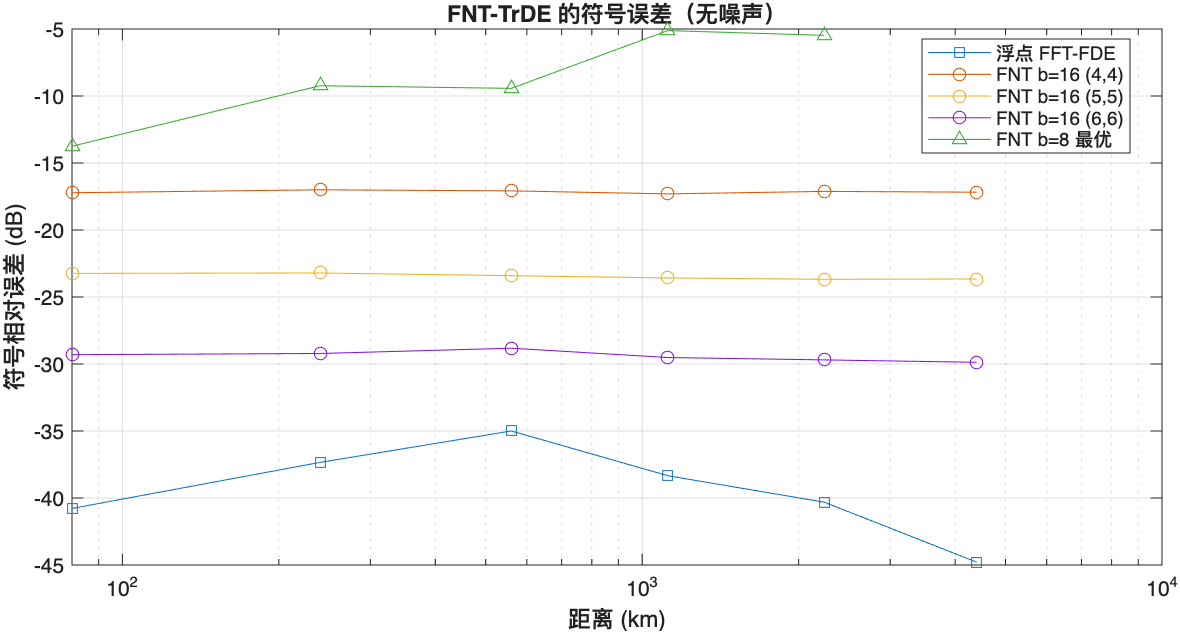 FNT-TrDE 的符号误差（无噪声）
符号相对误差 (dB)
-5
-10
-15
-20
-25
-30
-35
-40
-45
浮点 FFT-FDE
FNT b=16 (4,4)
FNT b=16 (5,5)
FNT b=16 (6,6)
FNT b=8 最优
10²
10³
10⁴
距离 (km)